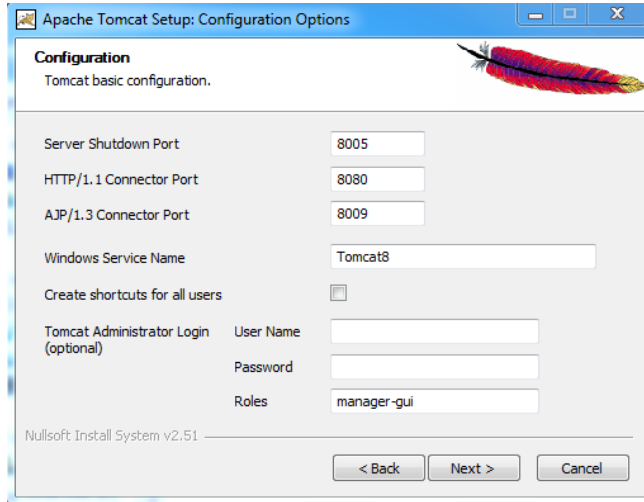 Apache Tomcat Setup: Configuration Options
Configuration
Tomcat basic configuration.
Server Shutdown Port 8005
HTTP/1.1 Connector Port 8080
AJP/1.3 Connector Port 8009
Windows Service Name Tomcat8
Create shortcuts for all users
Tomcat Administrator Login (optional) User Name
Password
Roles manager-gui
Nullsoft Install System v2.51
< Back Next > Cancel